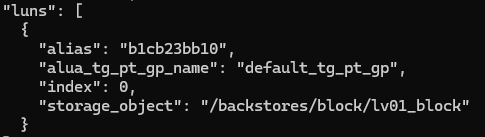 "luns": [
  {
    "alias": "b1cb23bb10",
    "alua_tg_pt_gp_name": "default_tg_pt_gp",
    "index": 0,
    "storage_object": "/backstores/block/lv01_block"
  }